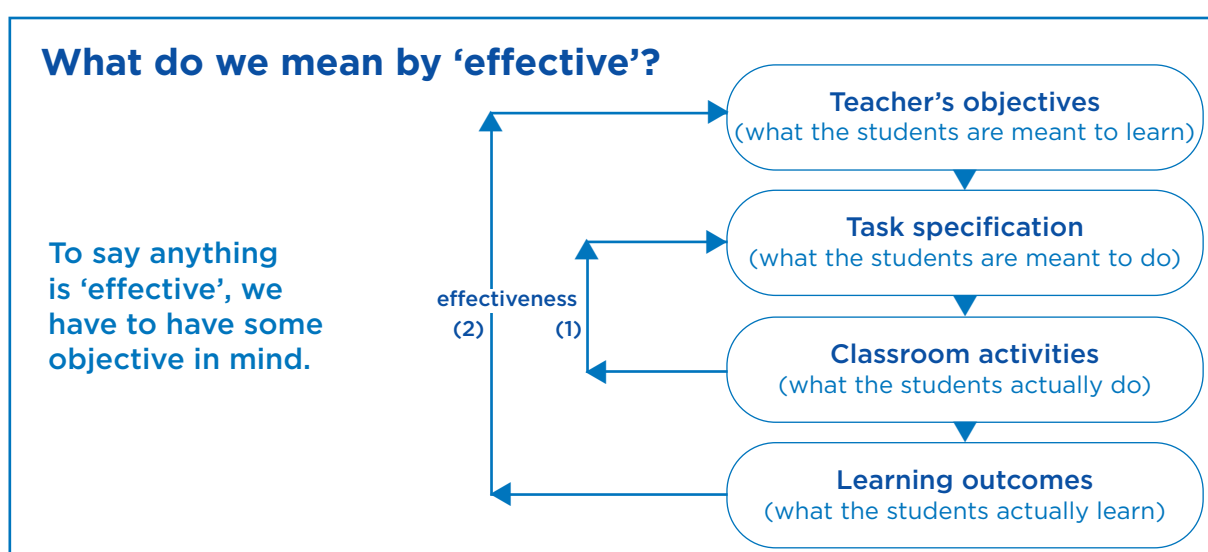 What do we mean by ‘effective’?
To say anything
is ‘effective’, we
have to have some
objective in mind.
effectiveness
(2)
(1)
Teacher’s objectives
(what the students are meant to learn)
Task specification
(what the students are meant to do)
Classroom activities
(what the students actually do)
Learning outcomes
(what the students actually learn)